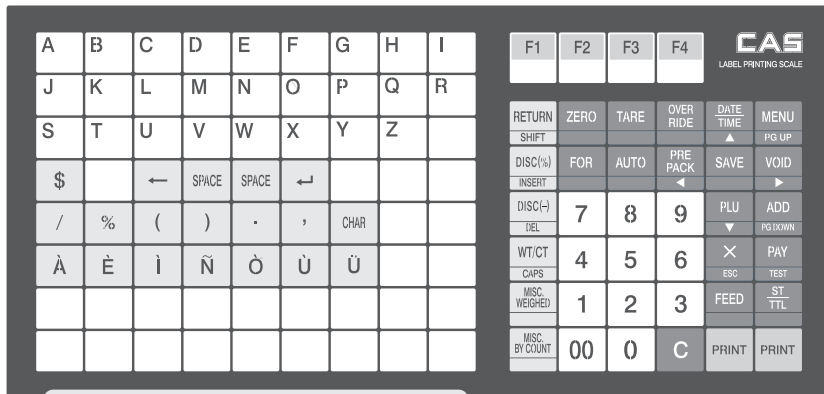 A B C D E F G H I
J K L M N O P Q R
S T U V W X Y Z
$ ← SPACE SPACE ↵
/ % ( ) . , CHAR
À È Ì Ñ Ò Ù Ü
F1 F2 F3 F4
CAS
LABEL PRINTING SCALE
RETURN ZERO TARE OVER RIDE DATE TIME MENU
SHIFT ▲ PG UP
DISC(%) FOR AUTO PRE PACK SAVE VOID
INSERT ◀ ▶
DISC(–) 7 8 9 PLU ADD
DEL ▼ PG DOWN
WT/CT 4 5 6 × PAY
CAPS ESC TEST
MISC. WEIGHED 1 2 3 FEED ST TTL
MISC. BY COUNT 00 0 C PRINT PRINT